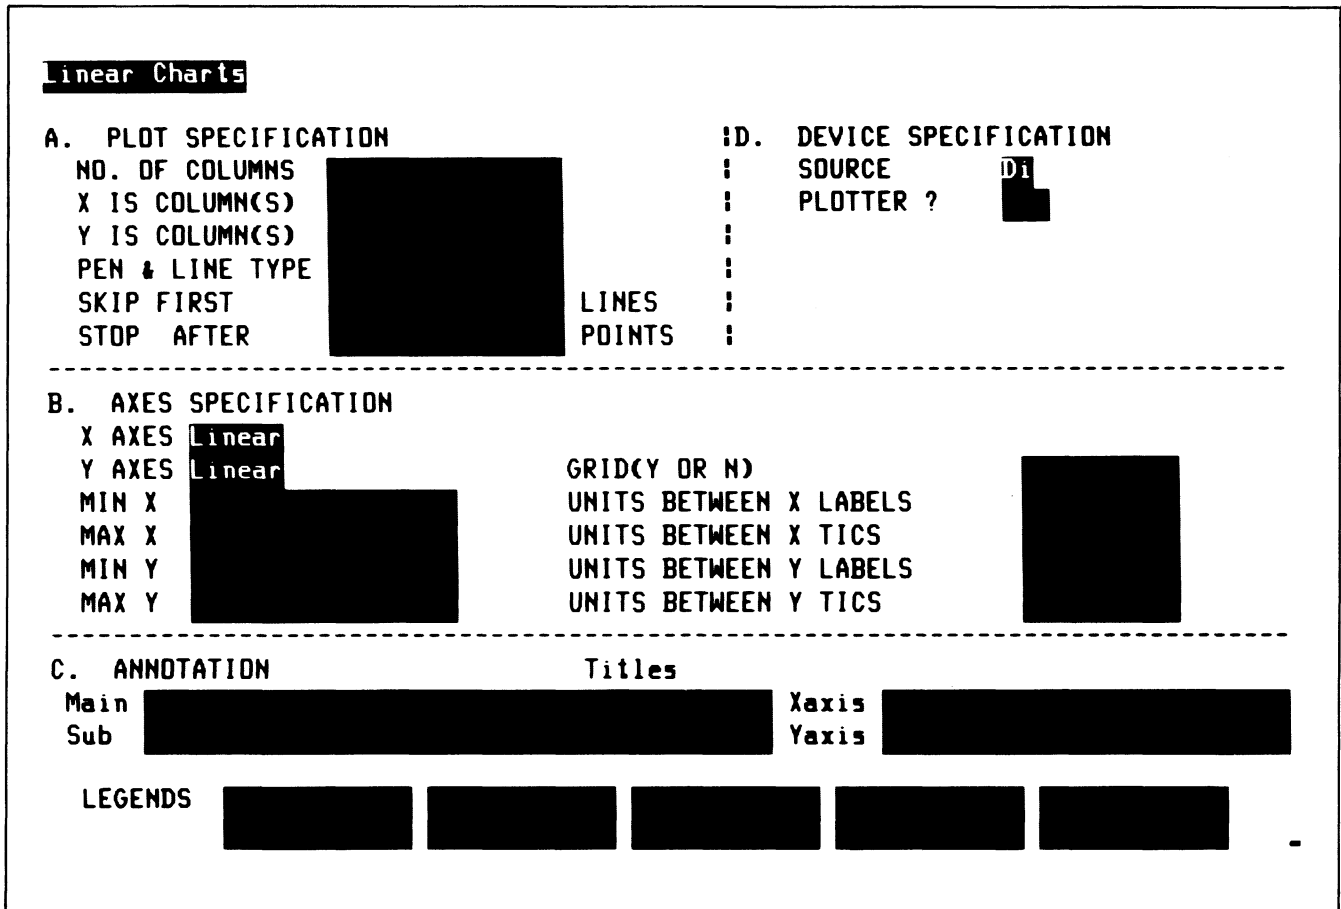 Linear Charts
A. PLOT SPECIFICATION
NO. OF COLUMNS
X IS COLUMN(S)
Y IS COLUMN(S)
PEN & LINE TYPE
SKIP FIRST LINES
STOP AFTER POINTS
D. DEVICE SPECIFICATION
SOURCE Di
PLOTTER ?
B. AXES SPECIFICATION
X AXES Linear
Y AXES Linear
MIN X
MAX X
MIN Y
MAX Y
GRID(Y OR N)
UNITS BETWEEN X LABELS
UNITS BETWEEN X TICS
UNITS BETWEEN Y LABELS
UNITS BETWEEN Y TICS
C. ANNOTATION Titles
Main Xaxis
Sub Yaxis
LEGENDS